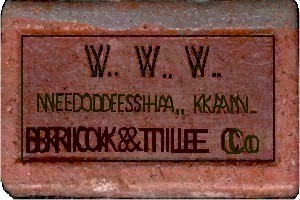 W. W. W.
NEODESHA, KAN.
BRICK & TILE Co